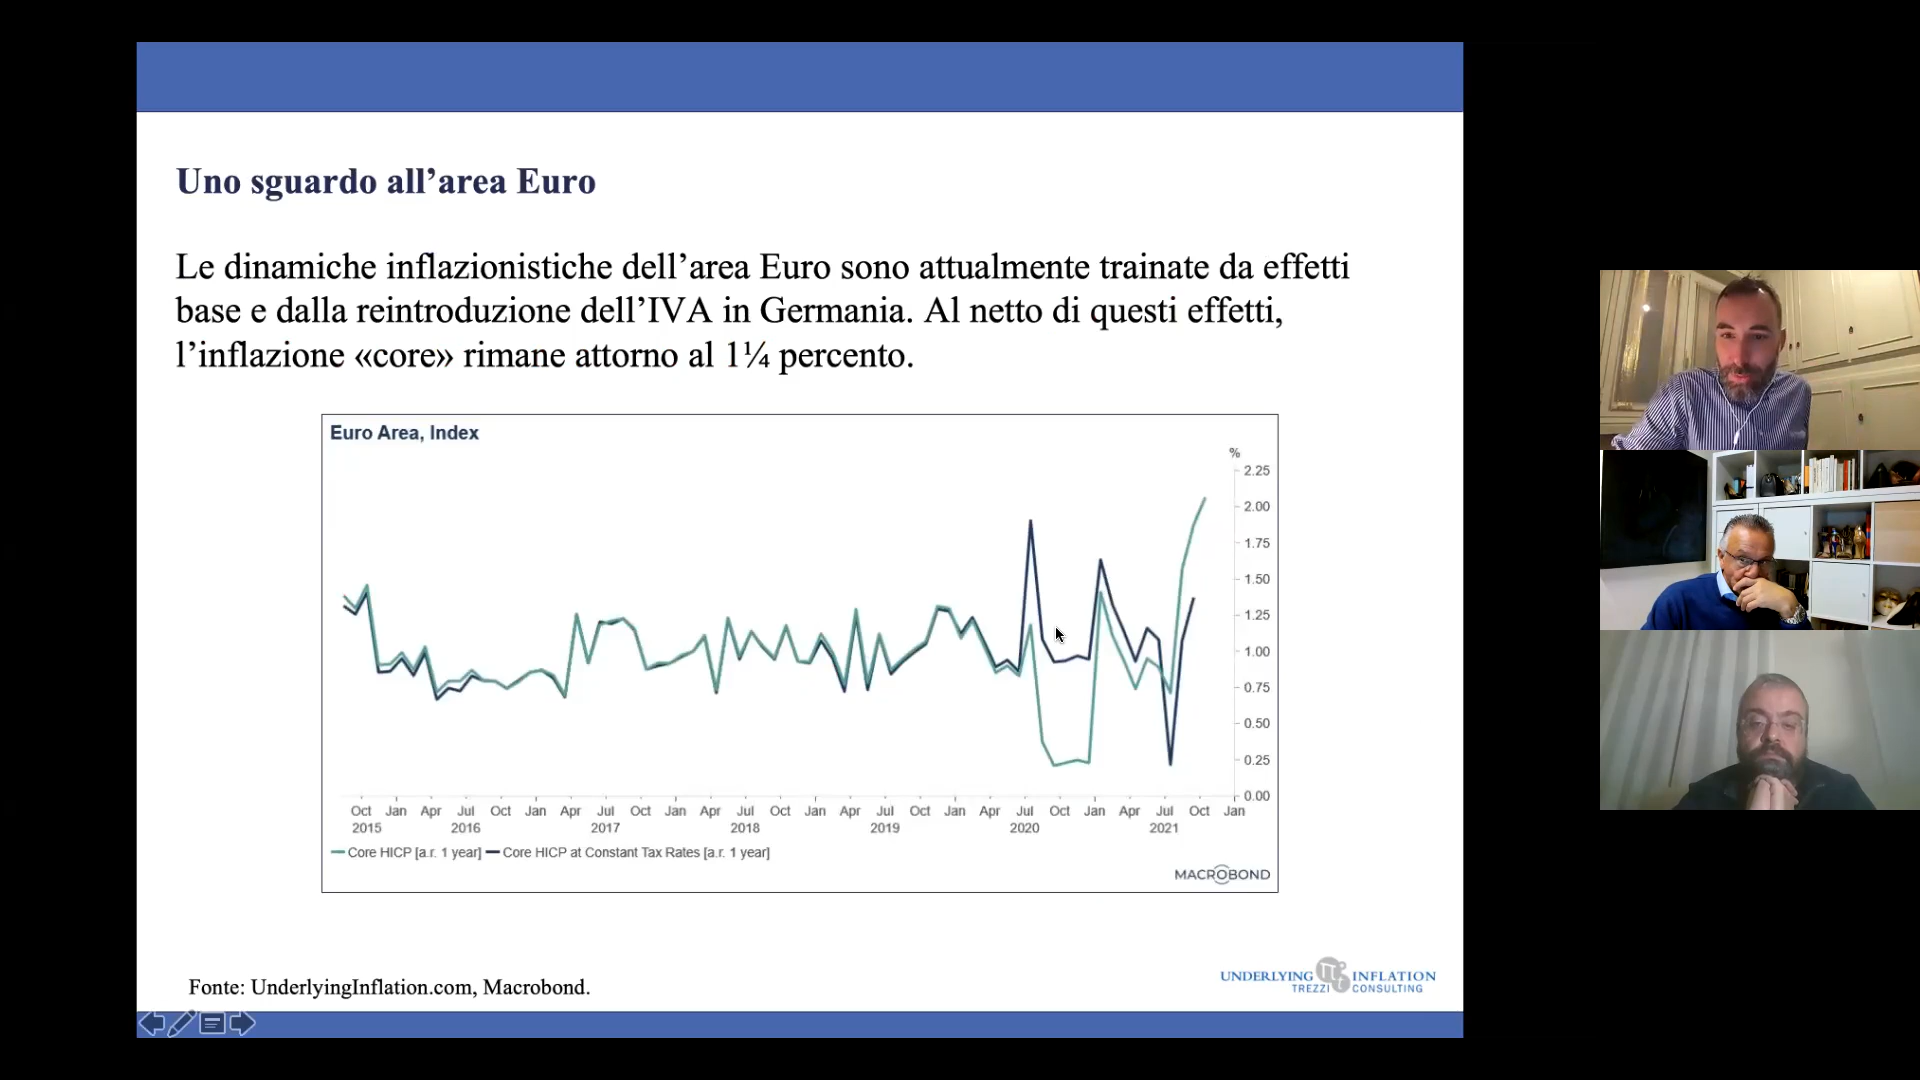 Uno sguardo all’area Euro
Le dinamiche inflazionistiche dell’area Euro sono attualmente trainate da effetti
base e dalla reintroduzione dell’IVA in Germania. Al netto di questi effetti,
l’inflazione «core» rimane attorno al 1¼ percento.
Euro Area, Index
%
2.25
2.00
1.75
1.50
1.25
1.00
0.75
0.50
0.25
0.00
Oct Jan Apr Jul Oct Jan Apr Jul Oct Jan Apr Jul Oct Jan Apr Jul Oct Jan Apr Jul Oct Jan Apr Jul Oct Jan
2015 2016 2017 2018 2019 2020 2021
Core HICP [a.r. 1 year] Core HICP at Constant Tax Rates [a.r. 1 year]
MACROBOND
Fonte: UnderlyingInflation.com, Macrobond.
UNDERLYING INFLATION
TREZZI CONSULTING